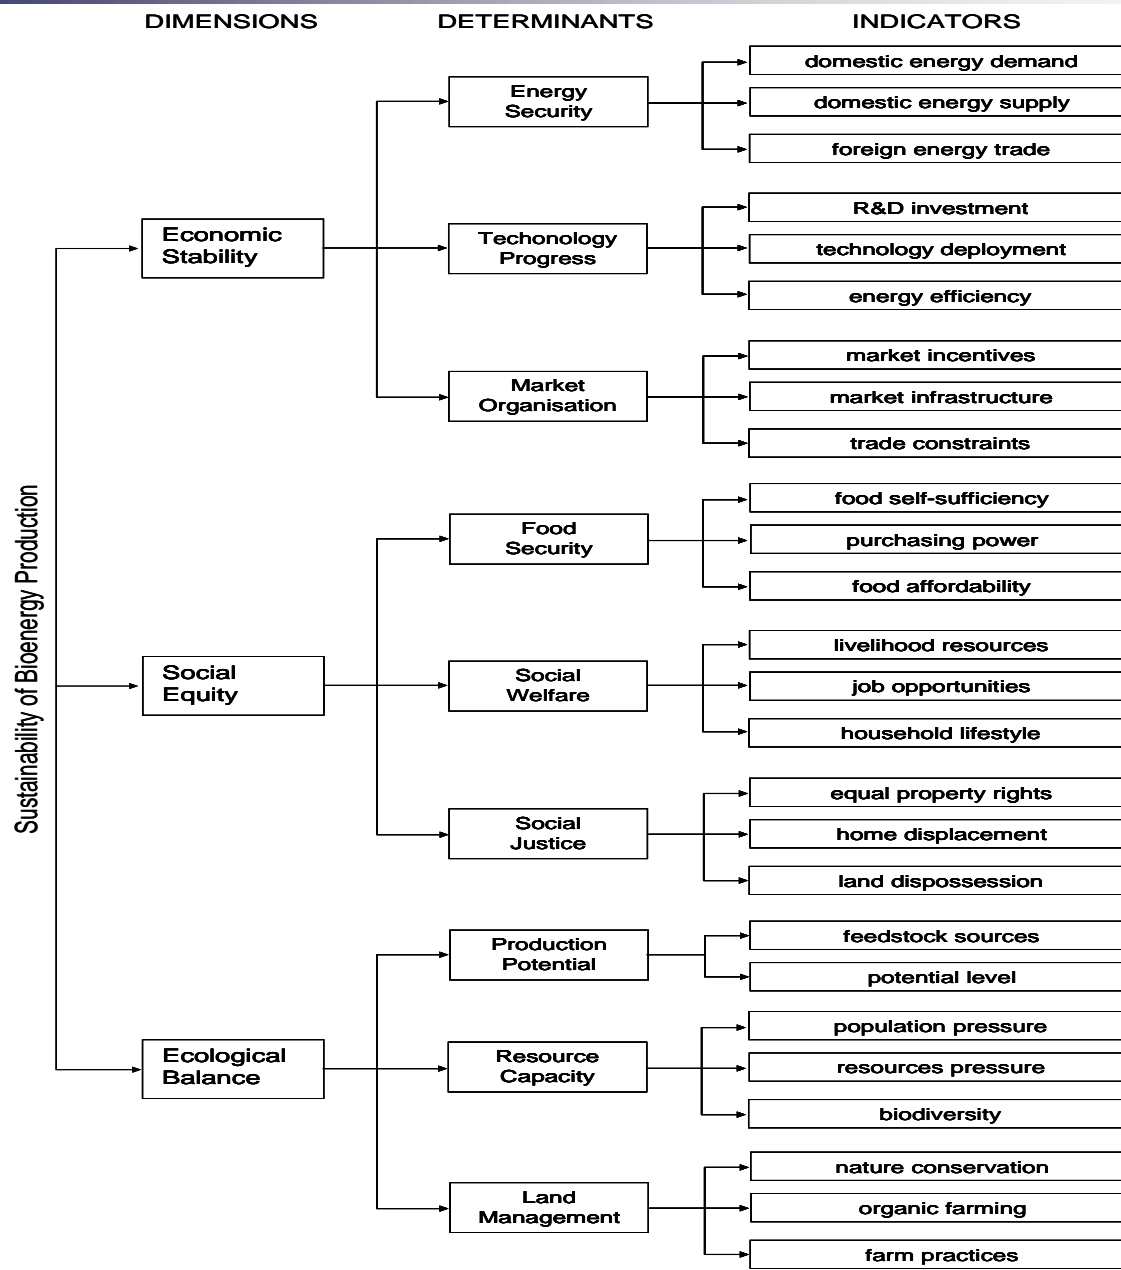 DIMENSIONS DETERMINANTS INDICATORS
Sustainability of Bioenergy Production
Economic
Stability
Energy
Security
domestic energy demand
domestic energy supply
foreign energy trade
Techonology
Progress
R&D investment
technology deployment
energy efficiency
Market
Organisation
market incentives
market infrastructure
trade constraints
Social
Equity
Food
Security
food self-sufficiency
purchasing power
food affordability
Social
Welfare
livelihood resources
job opportunities
household lifestyle
Social
Justice
equal property rights
home displacement
land dispossession
Ecological
Balance
Production
Potential
feedstock sources
potential level
Resource
Capacity
population pressure
resources pressure
biodiversity
Land
Management
nature conservation
organic farming
farm practices